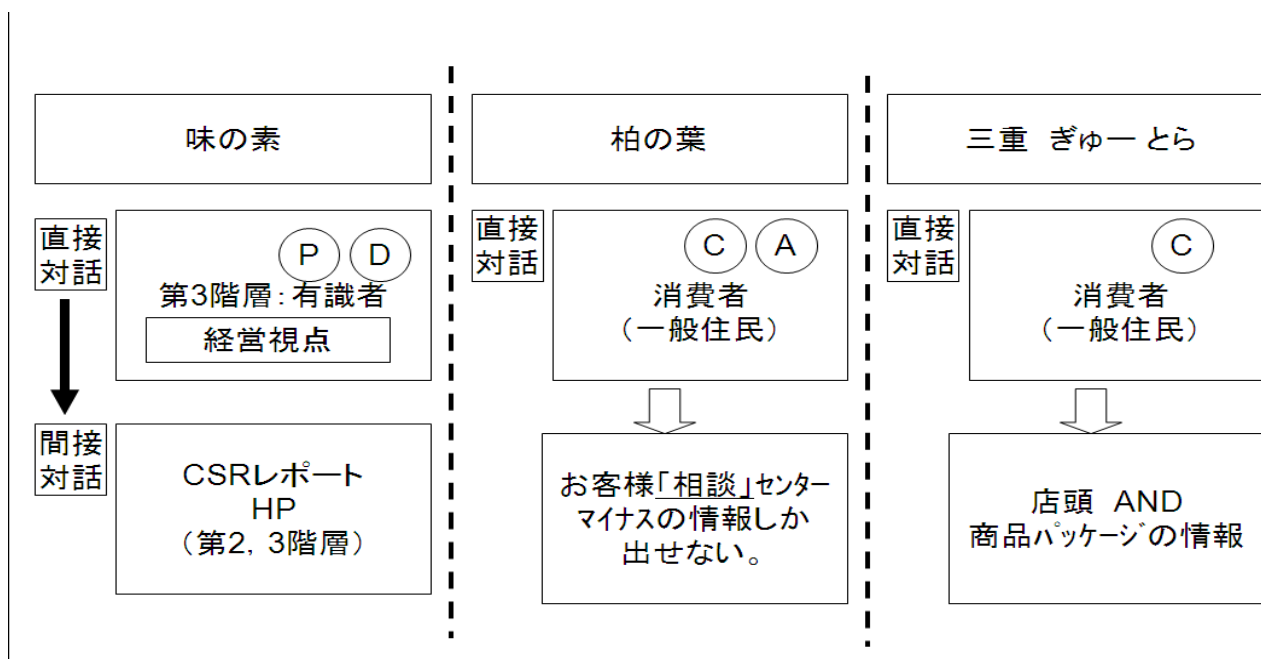 味の素
直接
対話
P D
第3階層：有識者
経営視点
間接
対話
CSRレポート
HP
（第2，3階層）
柏の葉
直接
対話
C A
消費者
（一般住民）
お客様「相談」ｾﾝﾀｰ
マイナスの情報しか
出せない。
三重 ぎゅーとら
直接
対話
C
消費者
（一般住民）
店頭 AND
商品ﾊﾟｯｹｰｼﾞの情報